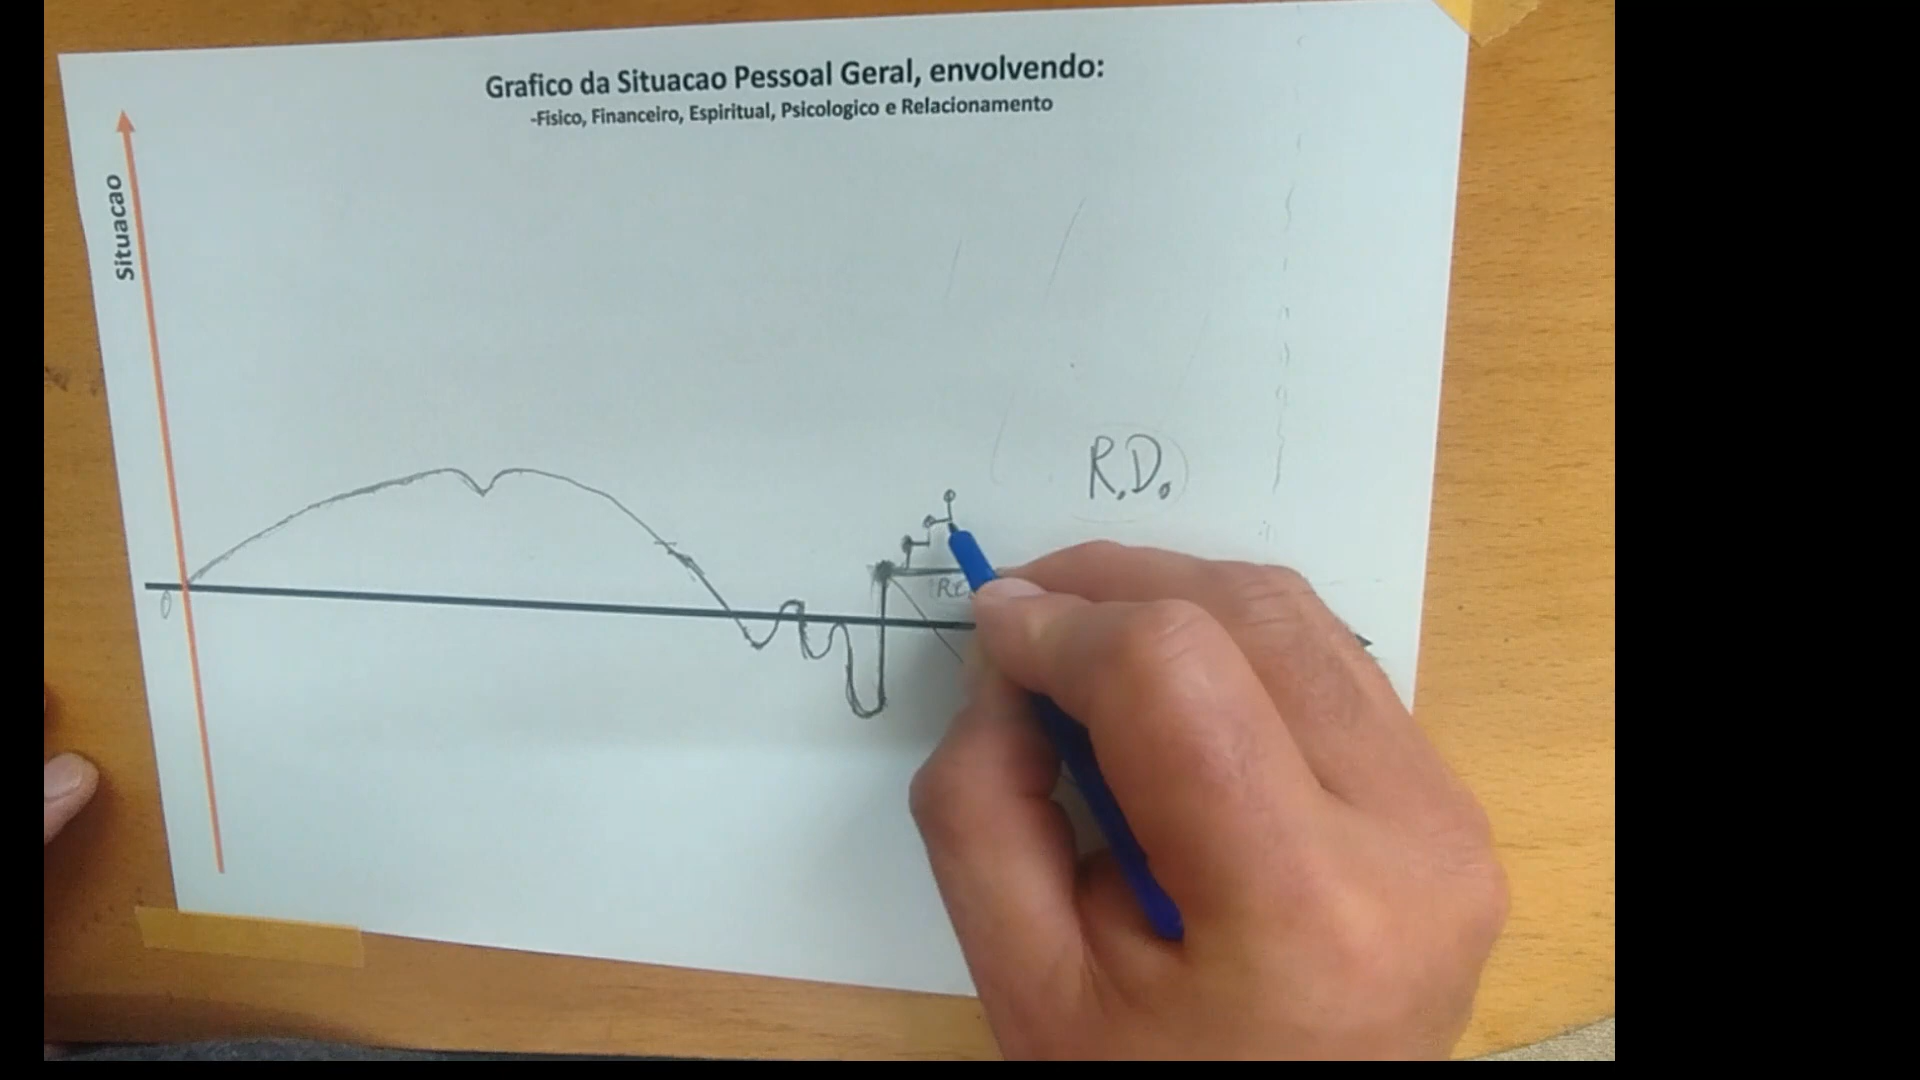 Grafico da Situacao Pessoal Geral, envolvendo:
-Fisico, Financeiro, Espiritual, Psicologico e Relacionamento
Situacao
R.D.
0